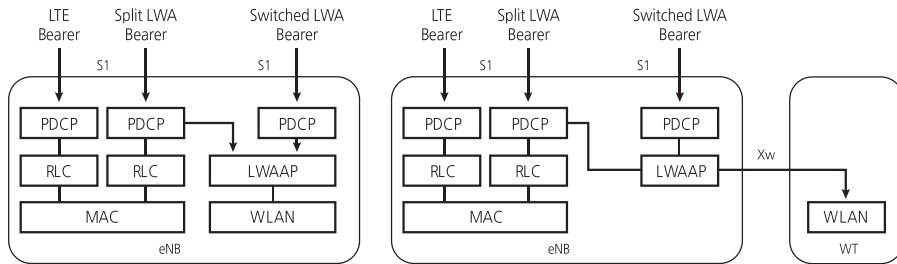 LTE Bearer
Split LWA Bearer
Switched LWA Bearer
S1
S1
PDCP
PDCP
PDCP
RLC
RLC
LWAAP
MAC
WLAN
eNB
LTE Bearer
Split LWA Bearer
Switched LWA Bearer
S1
S1
PDCP
PDCP
PDCP
RLC
RLC
LWAAP
Xw
MAC
WLAN
eNB
WT